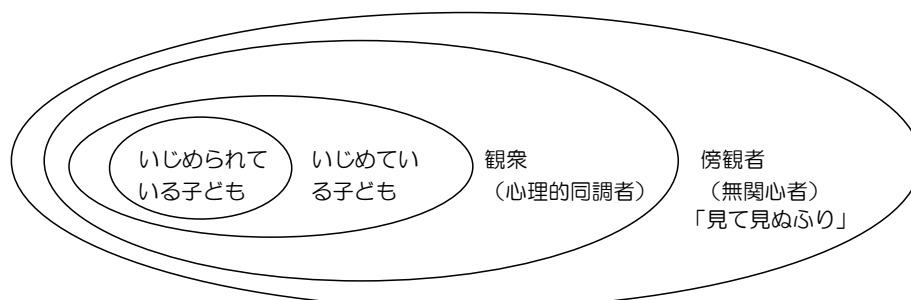 いじめられて
いる子ども
いじめてい
る子ども
観衆
（心理的同調者）
傍観者
（無関心者）
「見て見ぬふり」